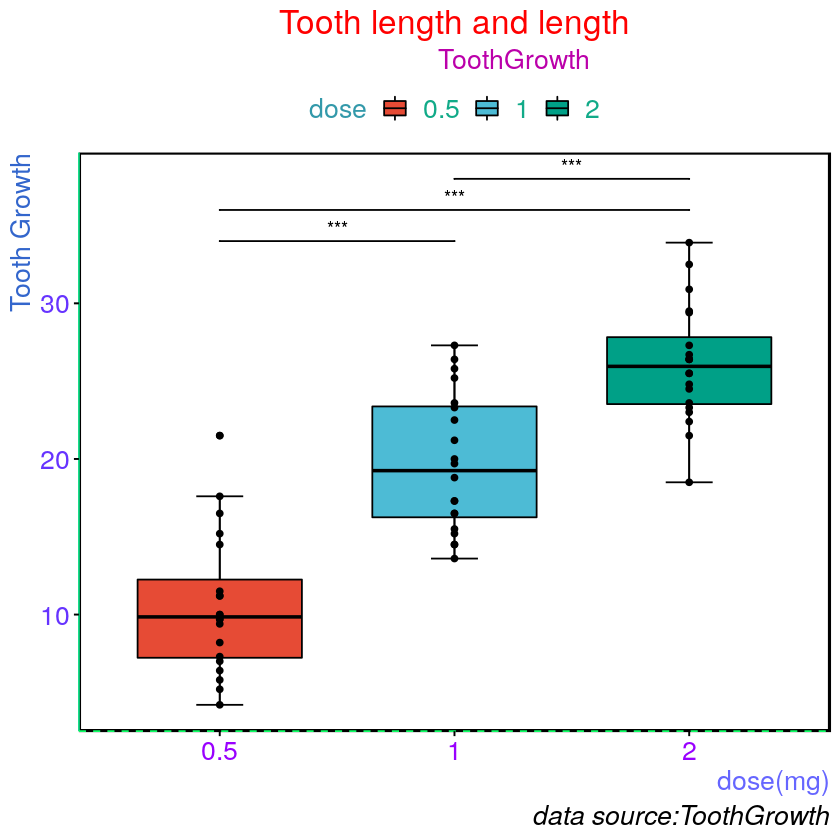 Tooth length and length
ToothGrowth
dose 0.5 1 2
Tooth Growth
***
***
***
30
20
10
0.5 1 2
dose(mg)
data source:ToothGrowth